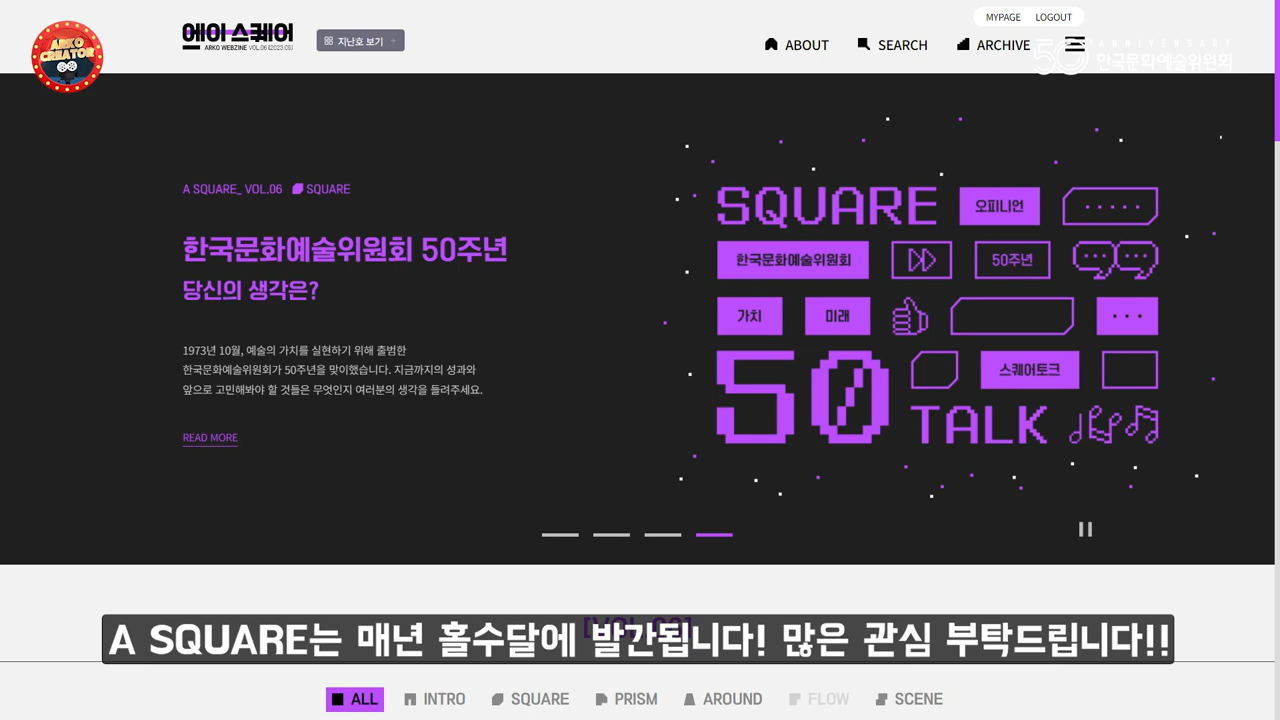 MYPAGE LOGOUT
ARKO
CREATOR
에이스퀘어
ARKO WEBZINE VOL.06 [2023.09]
지난호 보기
ABOUT SEARCH ARCHIVE
50 ANNIVERSARY
한국문화예술위원회
A SQUARE_ VOL.06 SQUARE
한국문화예술위원회 50주년
당신의 생각은?
1973년 10월, 예술의 가치를 실현하기 위해 출범한
한국문화예술위원회가 50주년을 맞이했습니다. 지금까지의 성과와
앞으로 고민해봐야 할 것들은 무엇인지 여러분의 생각을 들려주세요.
READ MORE
SQUARE 오피니언
한국문화예술위원회 50주년
가치 미래
50 스퀘어토크
TALK
A SQUARE는 매년 홀수달에 발간됩니다! 많은 관심 부탁드립니다!!
ALL INTRO SQUARE PRISM AROUND FLOW SCENE